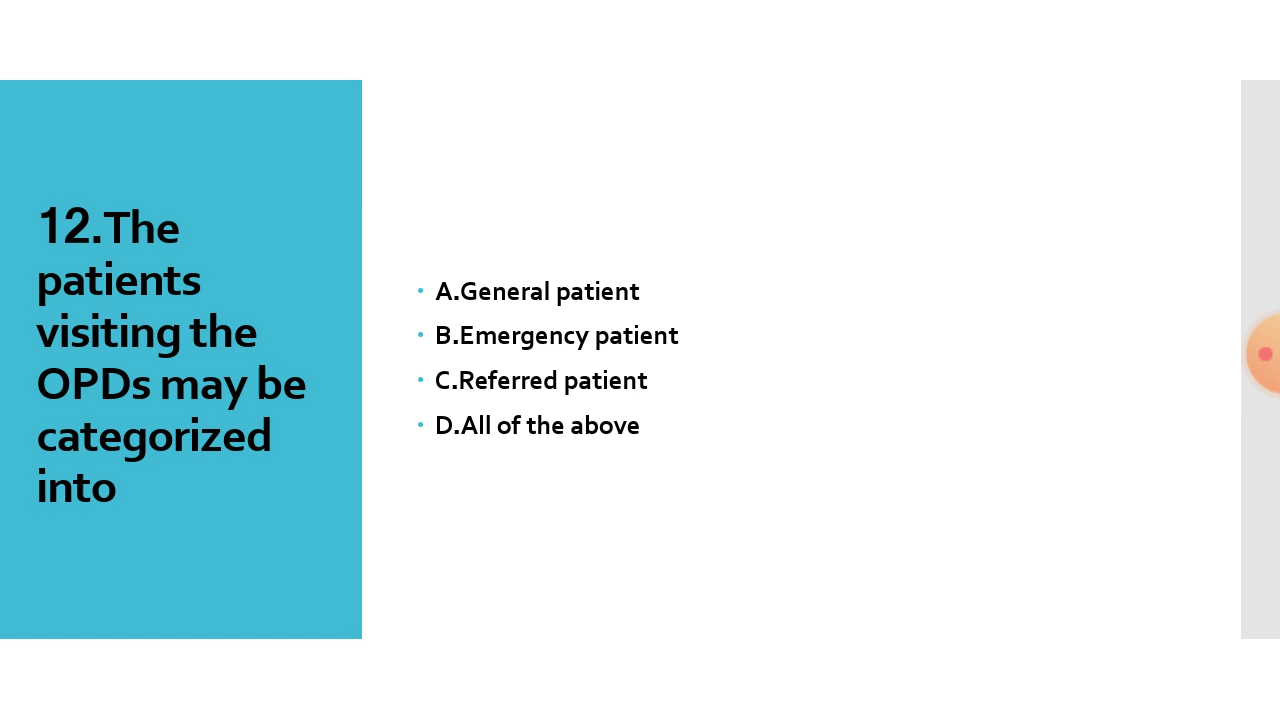 12.The
patients
visiting the
OPDs may be
categorized
into
• A.General patient
• B.Emergency patient
• C.Referred patient
• D.All of the above